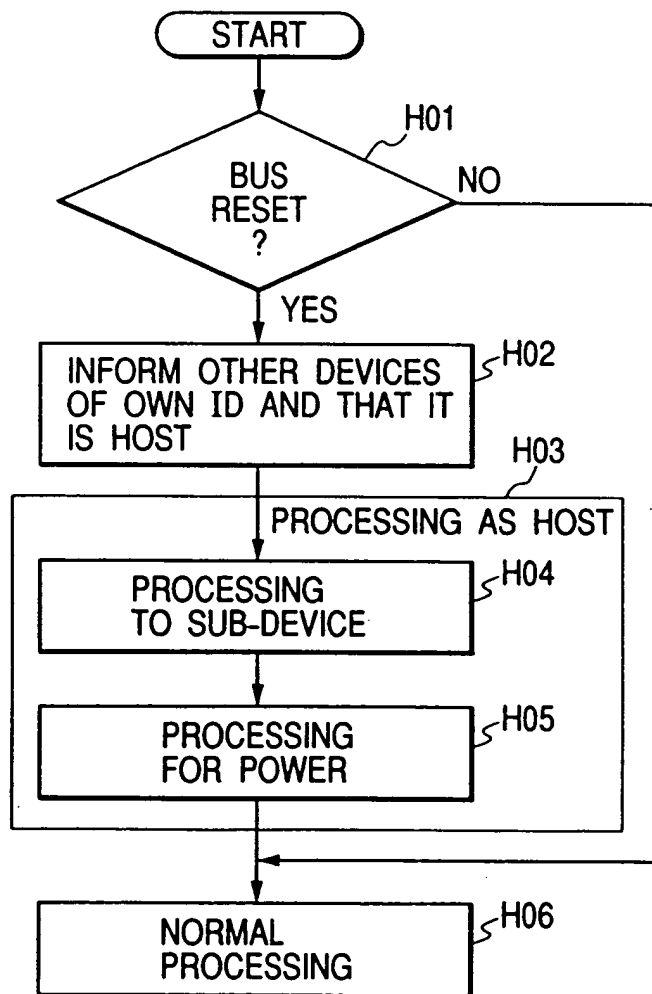 START
H01
BUS
RESET
?
NO
YES
H02
INFORM OTHER DEVICES
OF OWN ID AND THAT IT
IS HOST
H03
PROCESSING AS HOST
H04
PROCESSING
TO SUB-DEVICE
H05
PROCESSING
FOR POWER
H06
NORMAL
PROCESSING